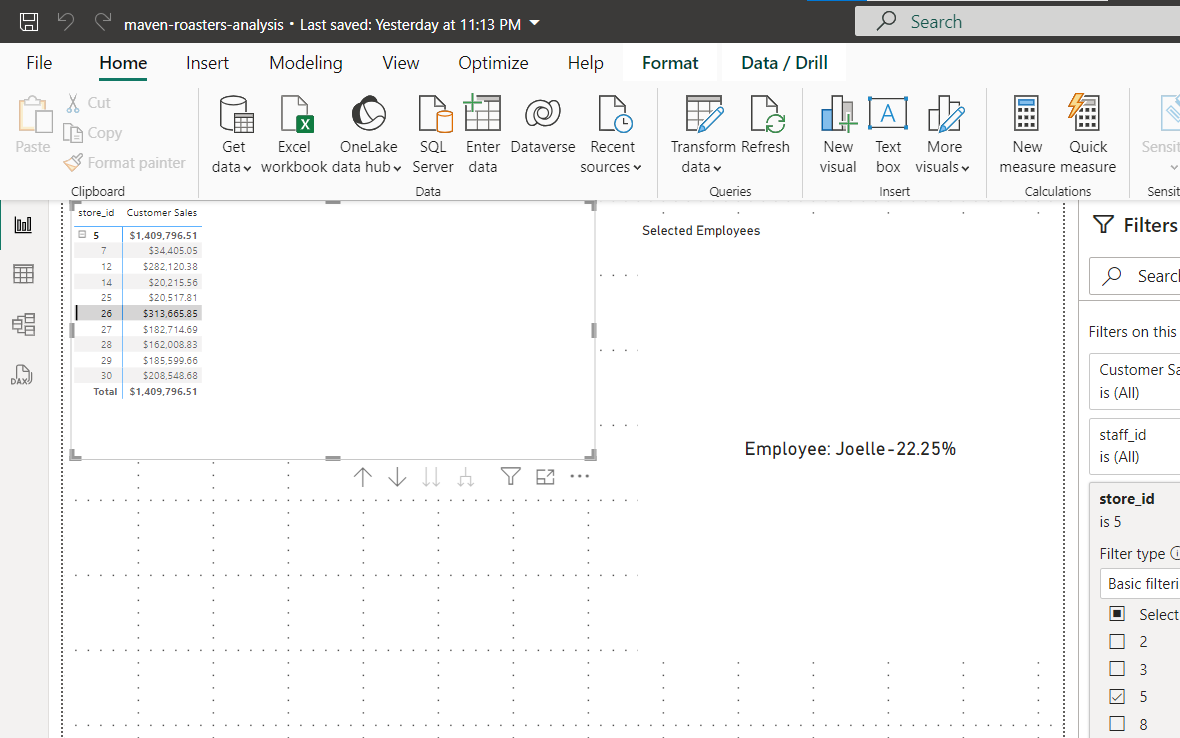 maven-roasters-analysis • Last saved: Yesterday at 11:13 PM
Search
File Home Insert Modeling View Optimize Help Format Data / Drill
Paste
Cut
Copy
Format painter
Clipboard
Get data
Excel workbook
OneLake data hub
SQL Server
Enter data
Dataverse
Recent sources
Data
Transform data
Refresh
Queries
New visual
Text box
More visuals
Insert
New measure
Quick measure
Calculations
Sensit
Sensit
store_id Customer Sales
5 $1,409,796.51
7 $34,405.05
12 $282,120.38
14 $20,215.56
25 $20,517.81
26 $313,665.85
27 $182,714.69
28 $162,008.83
29 $185,599.66
30 $208,548.68
Total $1,409,796.51
Selected Employees
Employee: Joelle-22.25%
DAX
Filters
Search
Filters on this
Customer Sa
is (All)
staff_id
is (All)
store_id
is 5
Filter type
Basic filteri
Select
2
3
5
8